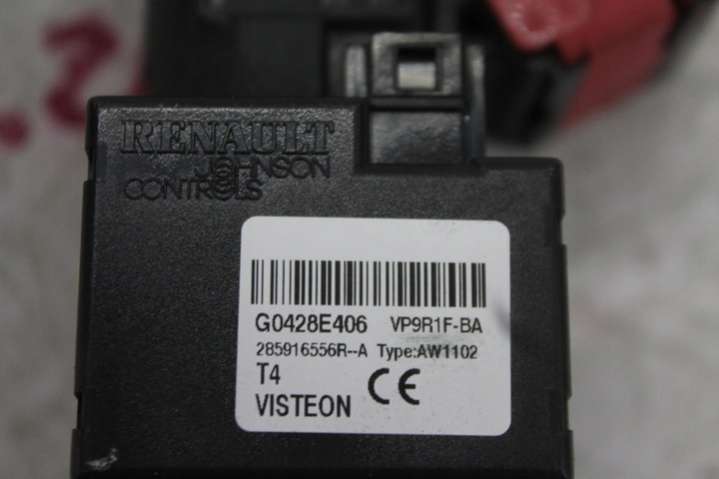 RENAULT
JOHNSON
CONTROLS
G0428E406 VP9R1F-BA
285916556R--A Type:AW1102
T4 CE
VISTEON